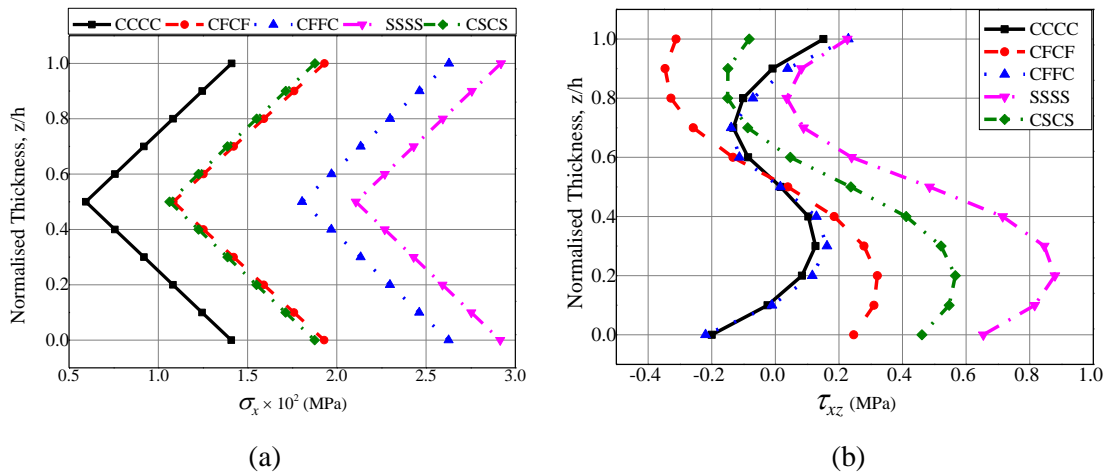 CCCC CFCF CFFC SSSS CSCS
Normalised Thickness, z/h
1.0
0.8
0.6
0.4
0.2
0.0
0.5 1.0 1.5 2.0 2.5 3.0
σx × 10² (MPa)
(a)
CCCC
CFCF
CFFC
SSSS
CSCS
Normalised Thickness, z/h
1.0
0.8
0.6
0.4
0.2
0.0
-0.4 -0.2 0.0 0.2 0.4 0.6 0.8 1.0
τxz (MPa)
(b)